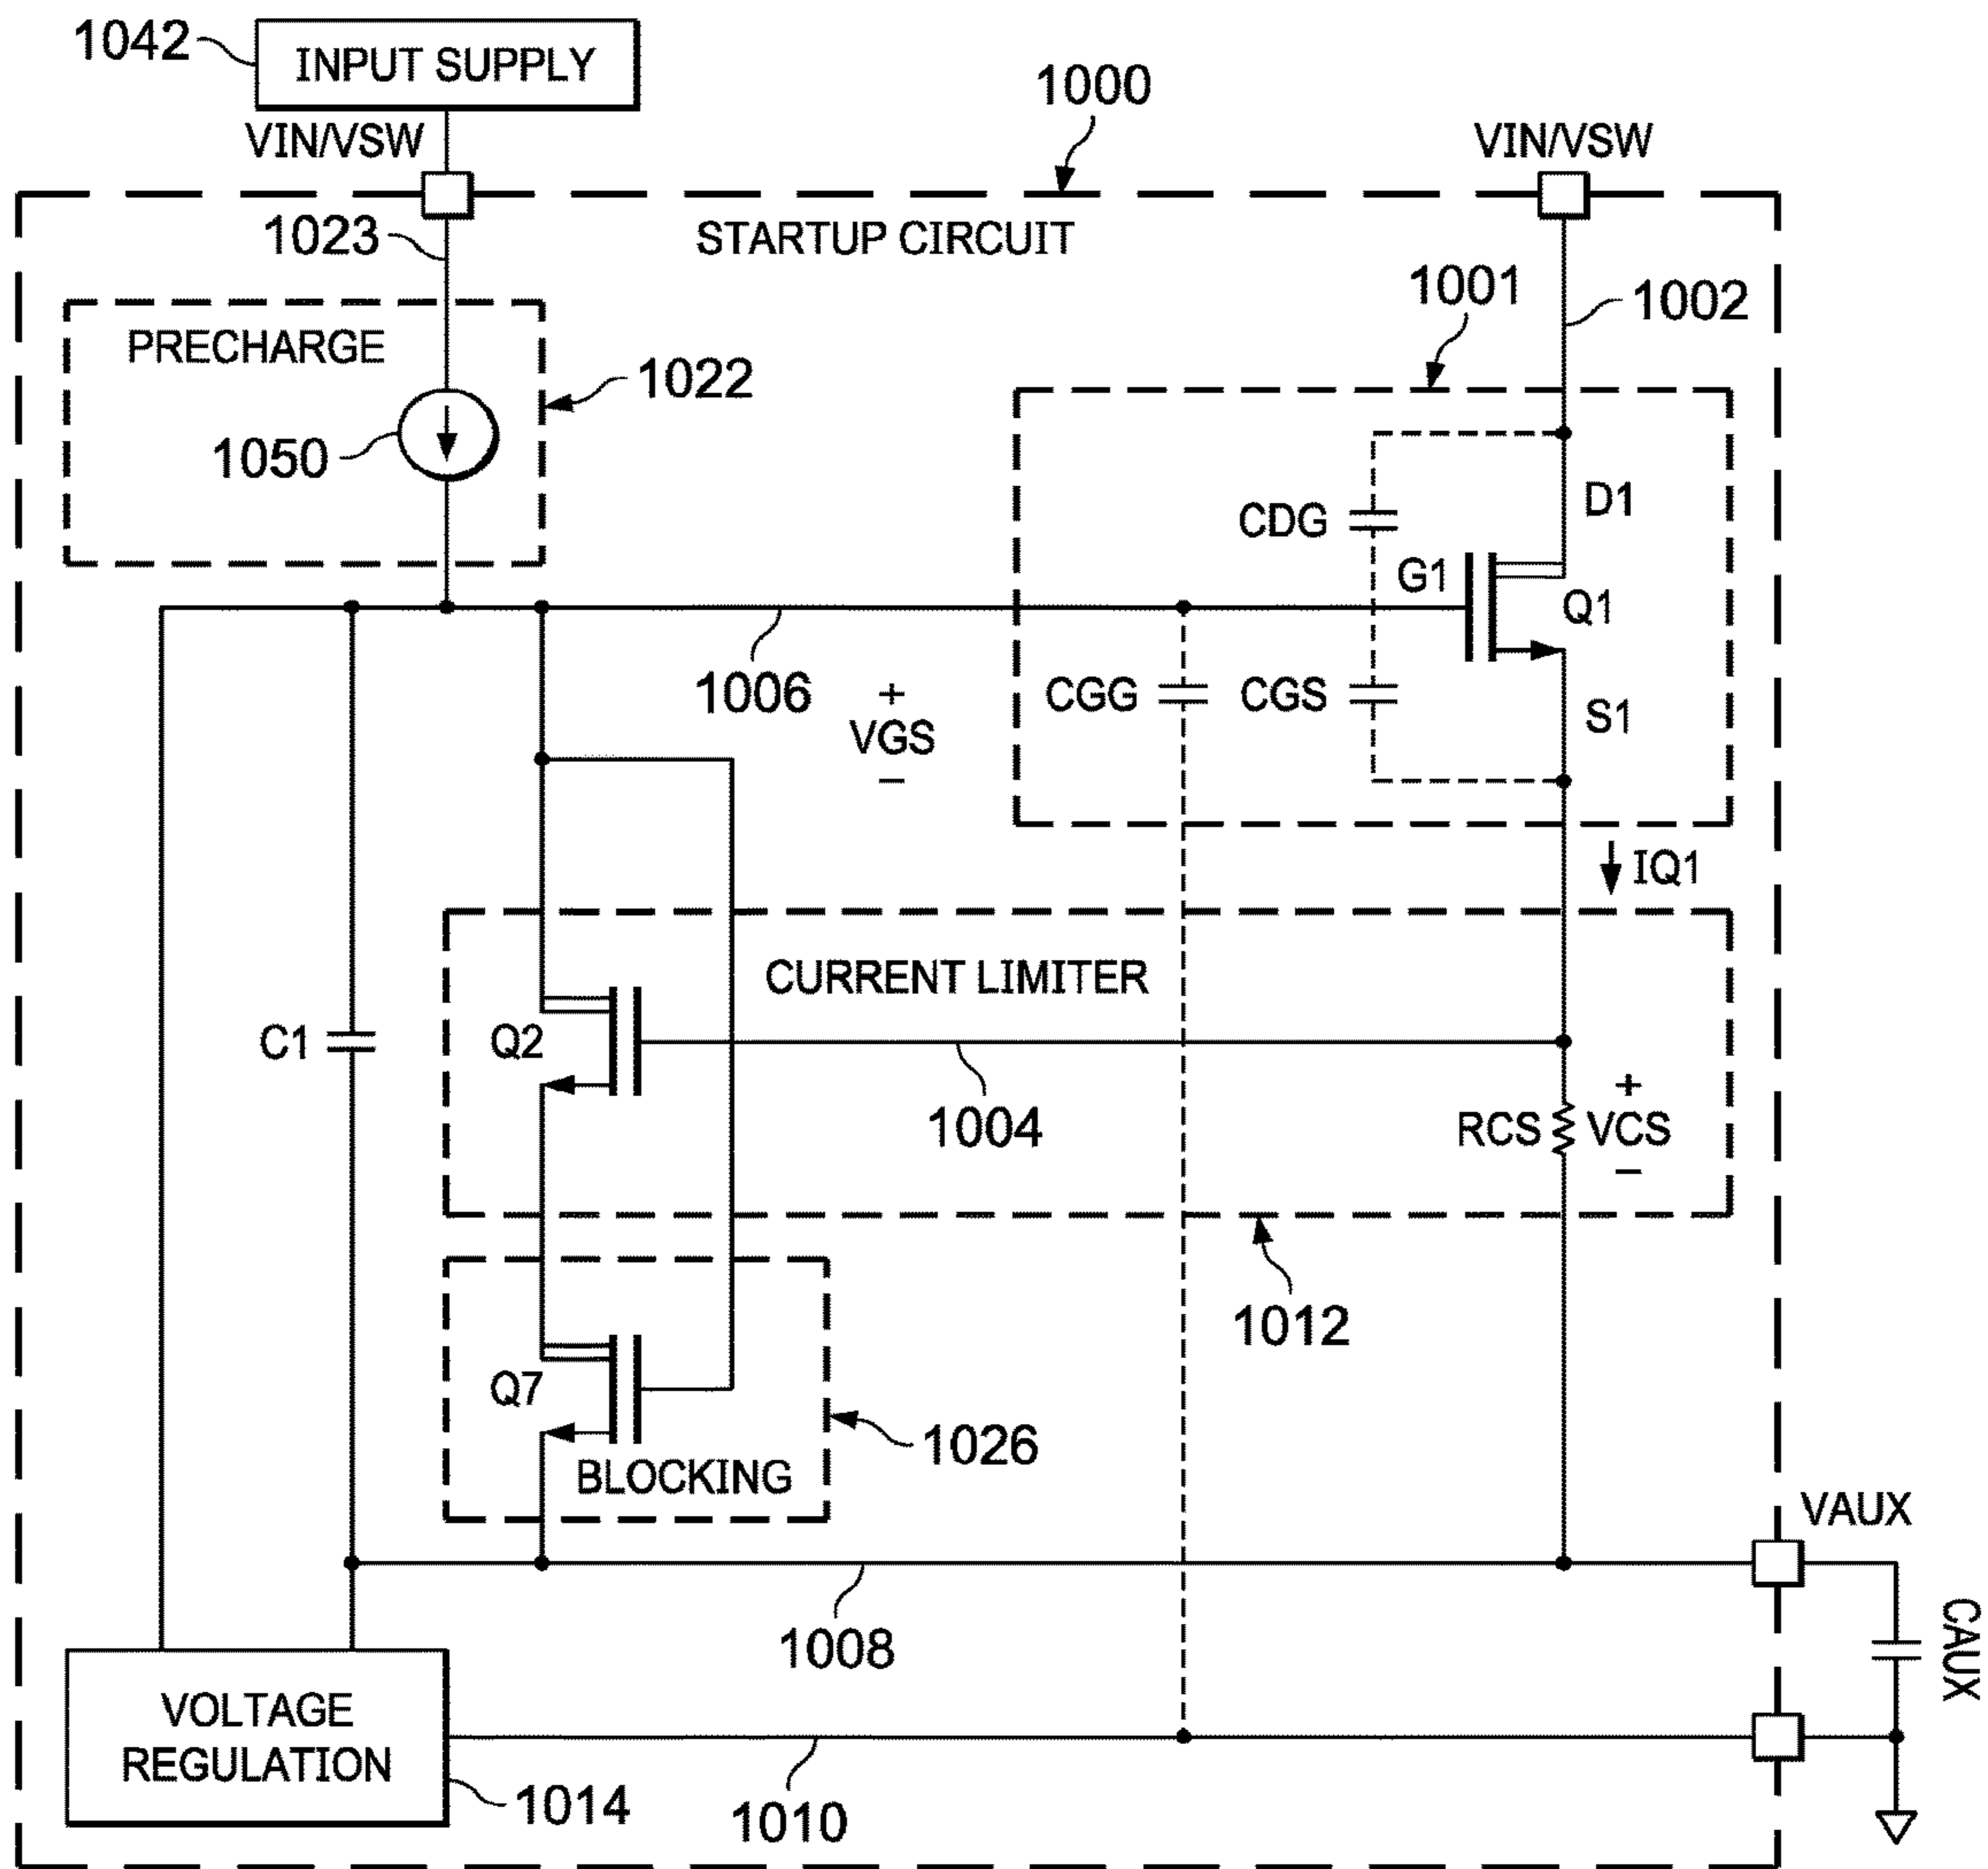 1042
INPUT SUPPLY
1000
VIN/VSW
VIN/VSW
1023
STARTUP CIRCUIT
1001
1002
PRECHARGE
1022
1050
CDG
D1
G1
Q1
1006
+
VGS
−
CGG
CGS
S1
IQ1
CURRENT LIMITER
C1
Q2
1004
RCS
+
VCS
−
1012
Q7
1026
BLOCKING
VAUX
1008
CAUX
VOLTAGE
REGULATION
1014
1010